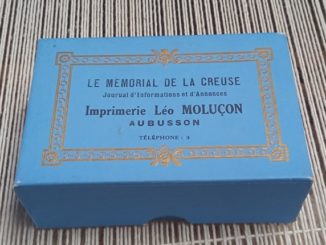 LE MEMORIAL DE LA CREUSE
Journal d'Informations et d'Annonces
Imprimerie Léo MOLUÇON
AUBUSSON
TÉLÉPHONE : 3